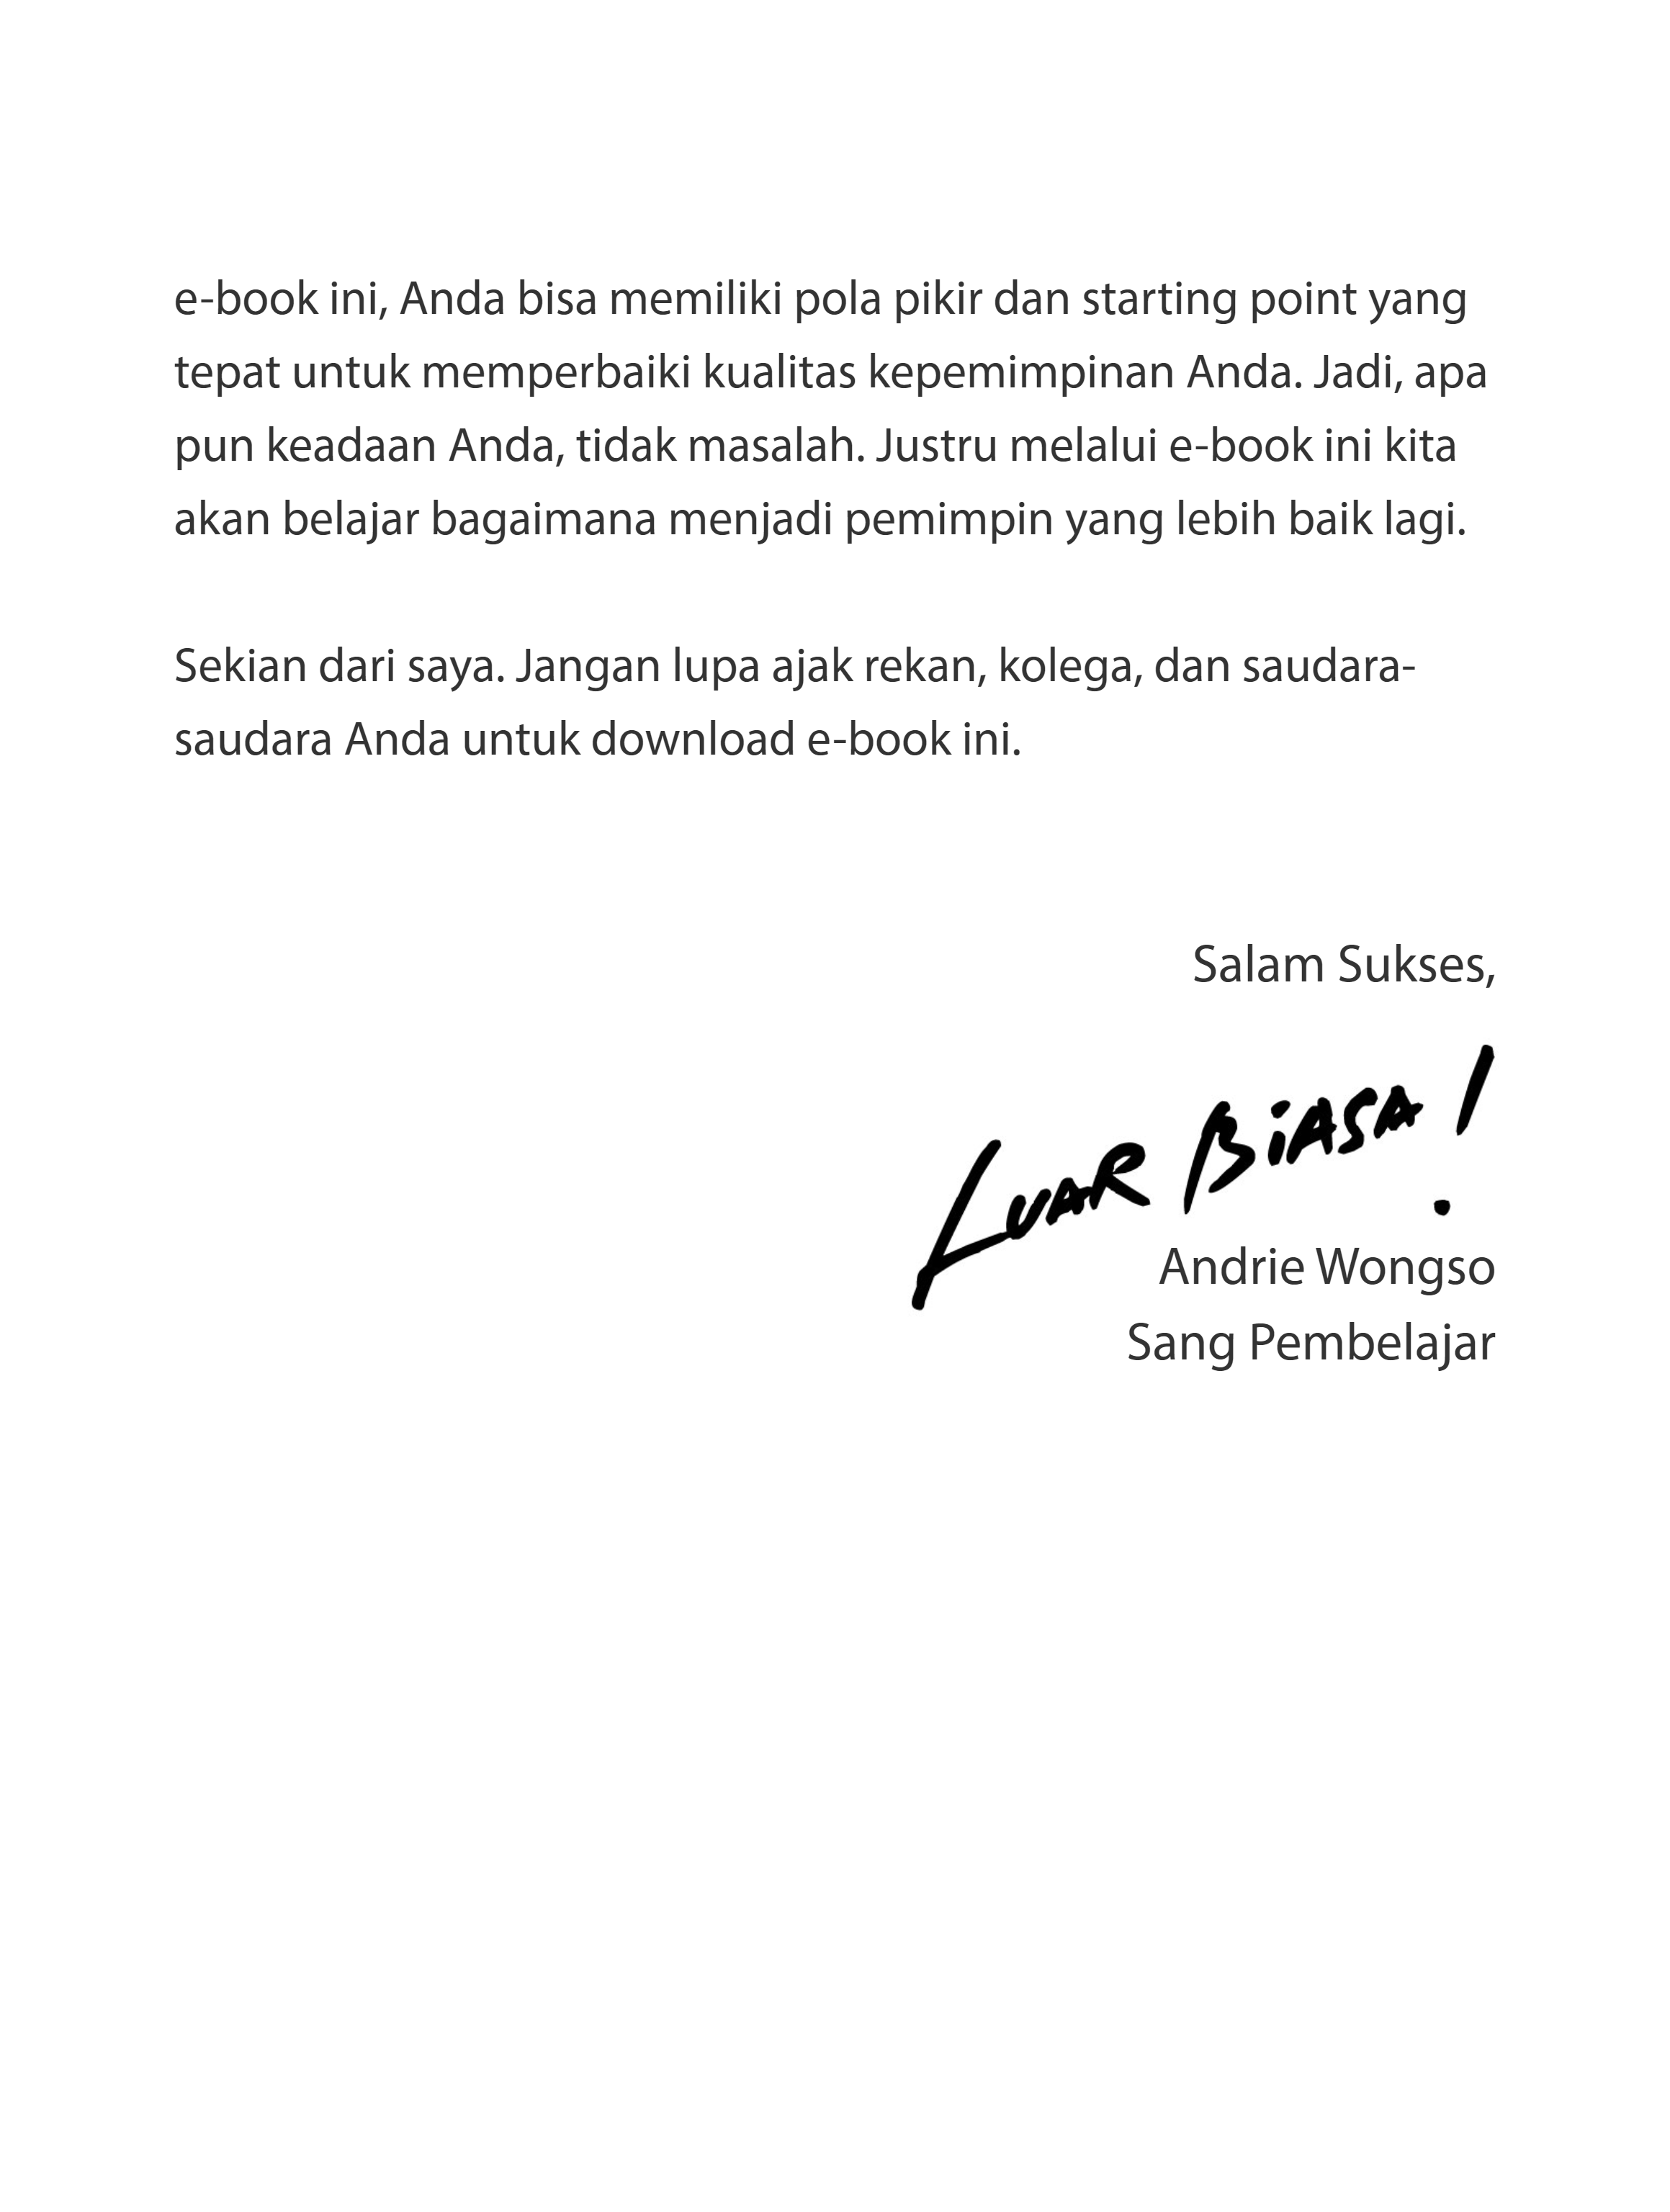 e-book ini, Anda bisa memiliki pola pikir dan starting point yang
tepat untuk memperbaiki kualitas kepemimpinan Anda. Jadi, apa
pun keadaan Anda, tidak masalah. Justru melalui e-book ini kita
akan belajar bagaimana menjadi pemimpin yang lebih baik lagi.
Sekian dari saya. Jangan lupa ajak rekan, kolega, dan saudara-
saudara Anda untuk download e-book ini.
Salam Sukses,
LUAR BiASA!
Andrie Wongso
Sang Pembelajar